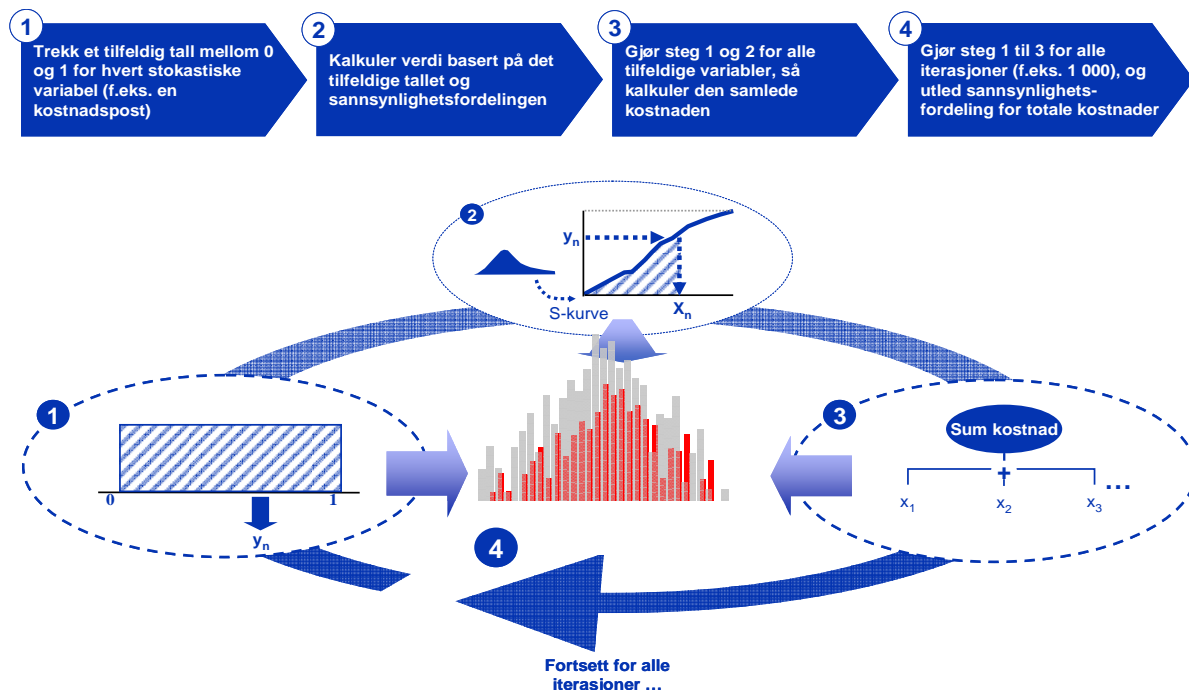 1
Trekk et tilfeldig tall mellom 0
og 1 for hvert stokastiske
variabel (f.eks. en
kostnadspost)
2
Kalkuler verdi basert på det
tilfeldige tallet og
sannsynlighetsfordelingen
3
Gjør steg 1 og 2 for alle
tilfeldige variabler, så
kalkuler den samlede
kostnaden
4
Gjør steg 1 til 3 for alle
iterasjoner (f.eks. 1 000), og
utled sannsynlighets-
fordeling for totale kostnader
2
yn
S-kurve
Xn
1
0 1
yn
3
Sum kostnad
+
x1 x2 x3 ...
4
Fortsett for alle
iterasjoner ...